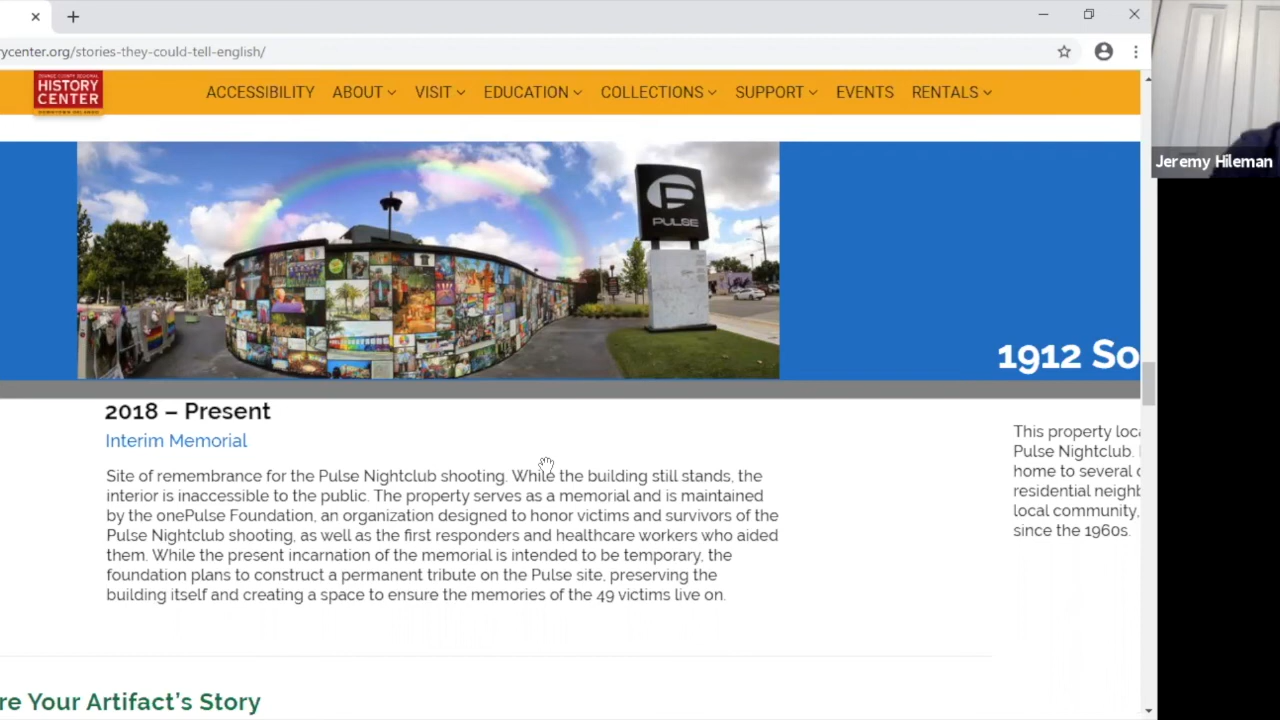 ycenter.org/stories-they-could-tell-english/
ORANGE COUNTY REGIONAL
HISTORY
CENTER
DOWNTOWN ORLANDO
ACCESSIBILITY ABOUT VISIT EDUCATION COLLECTIONS SUPPORT EVENTS RENTALS
Jeremy Hileman
PULSE
1912 So
2018 – Present
Interim Memorial
Site of remembrance for the Pulse Nightclub shooting. While the building still stands, the
interior is inaccessible to the public. The property serves as a memorial and is maintained
by the onePulse Foundation, an organization designed to honor victims and survivors of the
Pulse Nightclub shooting, as well as the first responders and healthcare workers who aided
them. While the present incarnation of the memorial is intended to be temporary, the
foundation plans to construct a permanent tribute on the Pulse site, preserving the
building itself and creating a space to ensure the memories of the 49 victims live on.
This property loc
Pulse Nightclub.
home to several
residential neighb
local community,
since the 1960s.
re Your Artifact's Story